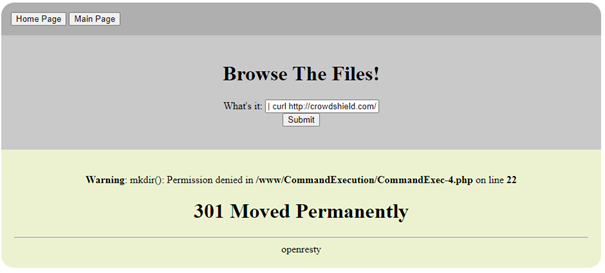 Home Page Main Page
Browse The Files!
What's it: | curl http://crowdshield.com/
Submit
Warning: mkdir(): Permission denied in /www/CommandExecution/CommandExec-4.php on line 22
301 Moved Permanently
openresty